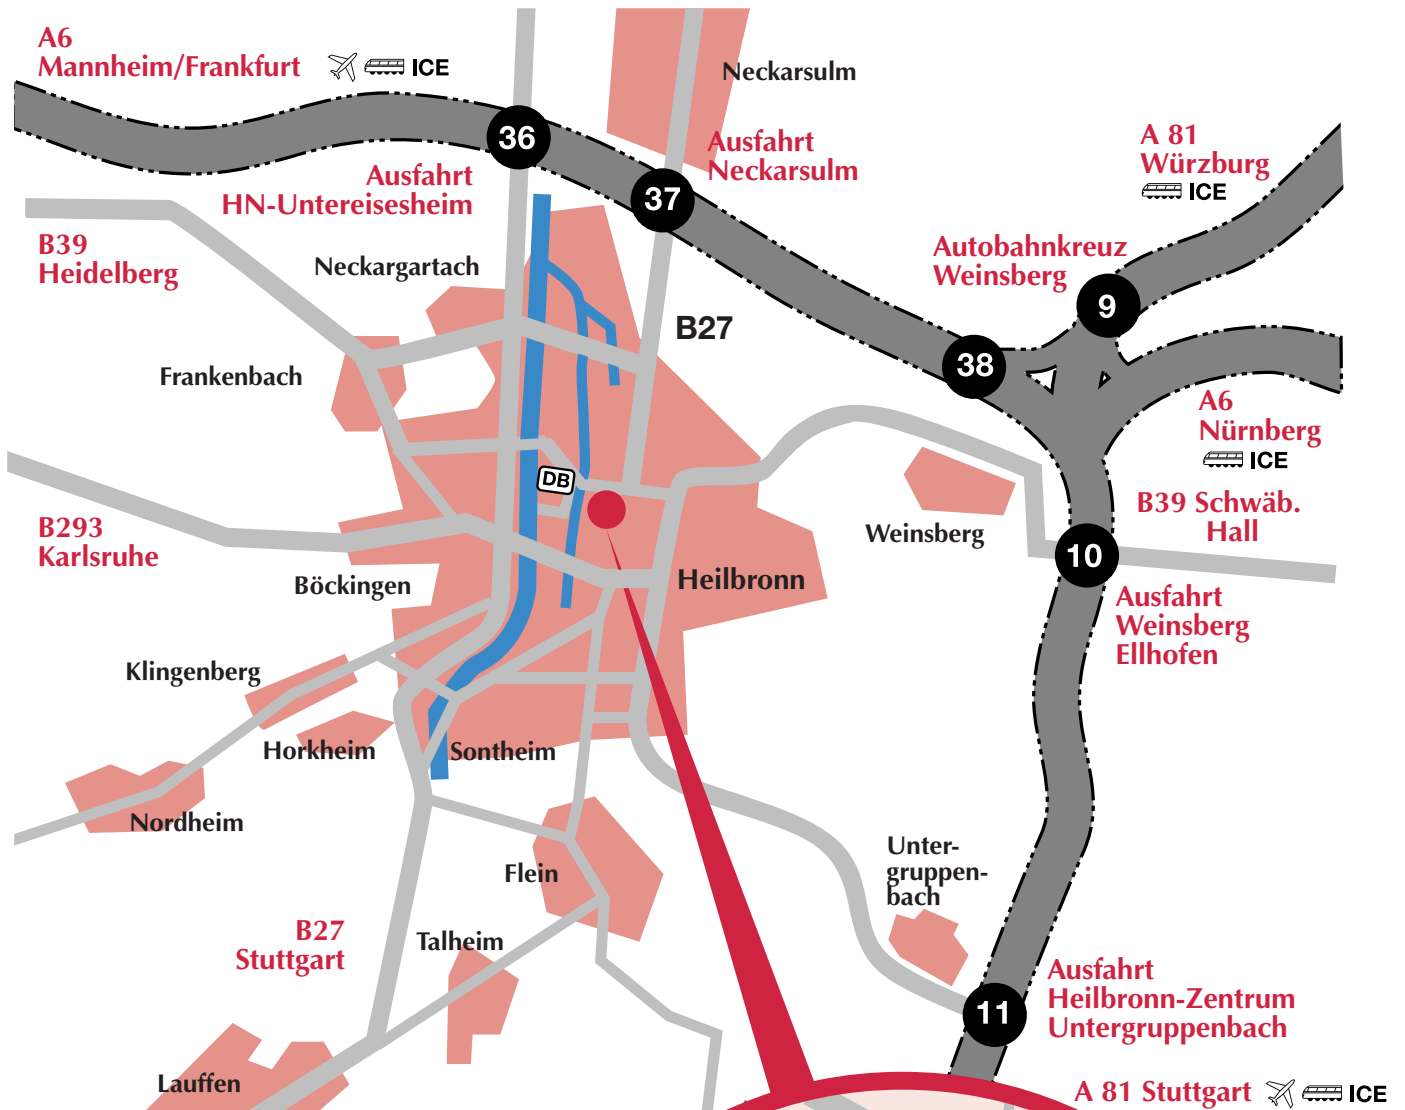 A6
Mannheim/Frankfurt
ICE
Neckarsulm
36
Ausfahrt
Neckarsulm
A 81
Würzburg
ICE
Ausfahrt
HN-Untereisesheim
37
B39
Heidelberg
Neckargartach
Autobahnkreuz
Weinsberg
9
B27
38
Frankenbach
A6
Nürnberg
ICE
DB
B39 Schwäb.
Hall
B293
Karlsruhe
Weinsberg
10
Böckingen
Heilbronn
Ausfahrt
Weinsberg
Ellhofen
Klingenberg
Horkheim
Sontheim
Nordheim
Unter-
gruppen-
bach
Flein
B27
Stuttgart
Talheim
Ausfahrt
Heilbronn-Zentrum
Untergruppenbach
11
Lauffen
A 81 Stuttgart
ICE